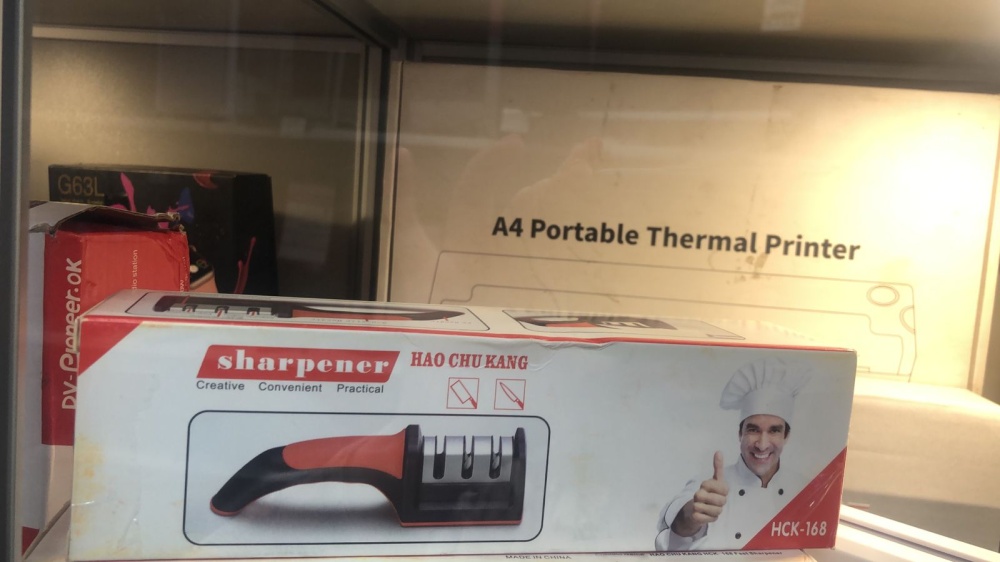 G63L
DV-Pioneer.OK
A4 Portable Thermal Printer
sharpener
HAO CHU KANG
Creative Convenient Practical
HCK-168
MADE IN CHINA